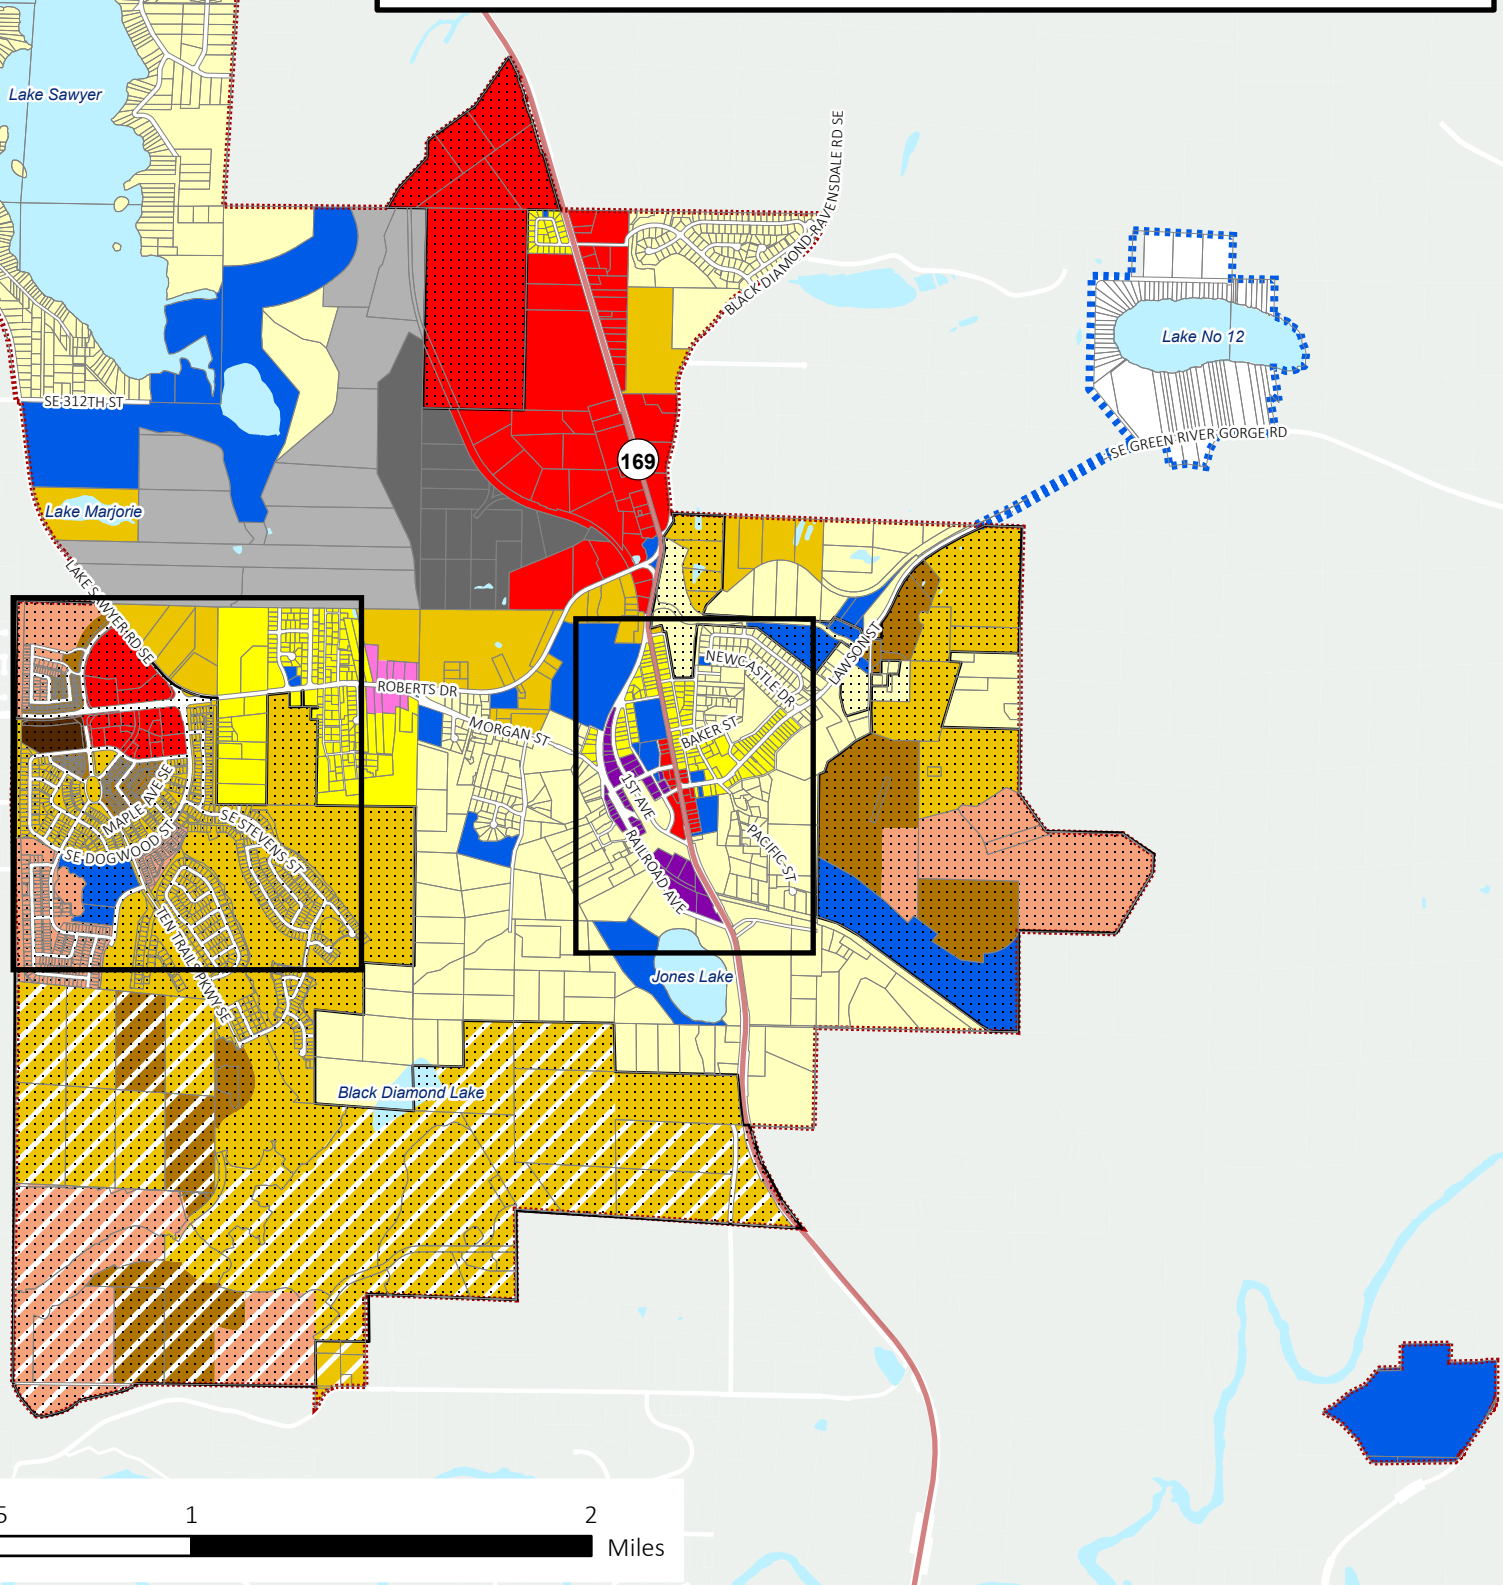 Lake Sawyer
BLACK DIAMOND-RAVENSDALE RD SE
Lake No 12
SE 312TH ST
SE GREEN RIVER GORGE RD
169
Lake Marjorie
LAKE SAWYER RD SE
LAWSON ST
NEWCASTLE DR
ROBERTS DR
MORGAN ST
BAKER ST
1ST AVE
MAPLE AVE SE
SE STEVENS ST
SE DOGWOOD ST
PACIFIC ST
RAILROAD AVE
TEN TRAILS PKWY SE
Jones Lake
Black Diamond Lake
5 1 2
Miles